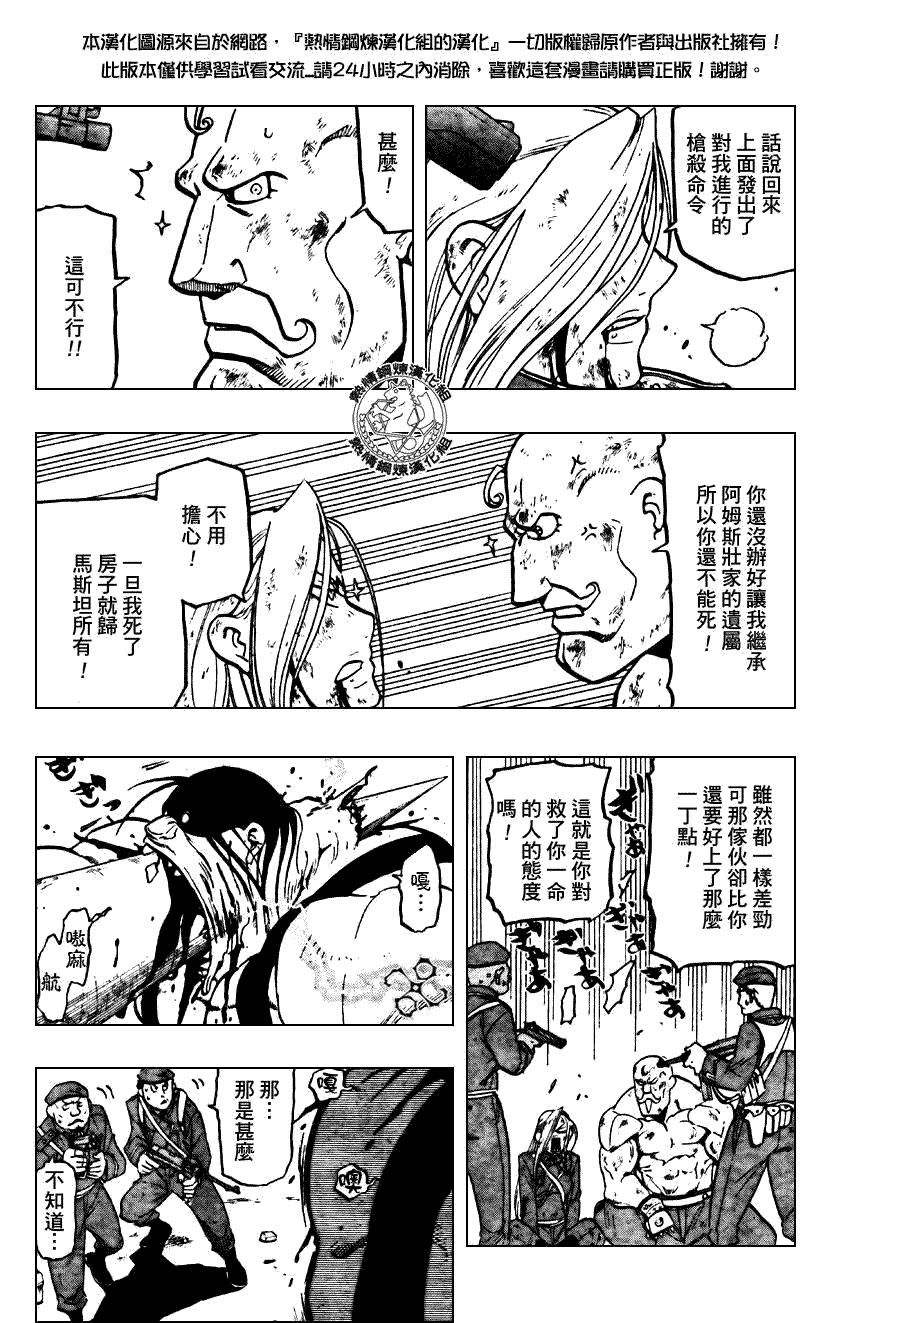 本漢化圖源來自於網路，『熱情鋼煉漢化組的漢化』一切版權歸原作者與出版社擁有！
此版本僅供學習試看交流_請24小時之內消除，喜歡這套漫畫請購買正版！謝謝。
話說回來
上面發出了
對我進行的
槍殺命令
甚麼！
這可不行!!
熱情鋼煉漢化組
熱情鋼煉漢化組
你還沒辦好讓我繼承
阿姆斯壯家的遺屬
所以你還不能死！
不用
擔心！
一旦我死了
房子就歸
馬斯坦所有！
雖然都一樣差勁
可那傢伙卻比你
還要好上了那麼
一丁點！
這就是你對
救了你一命
的人的態度
嗎！
嘎…
嗷麻
航
嘎
噢
那…
那是甚麼
不知道…